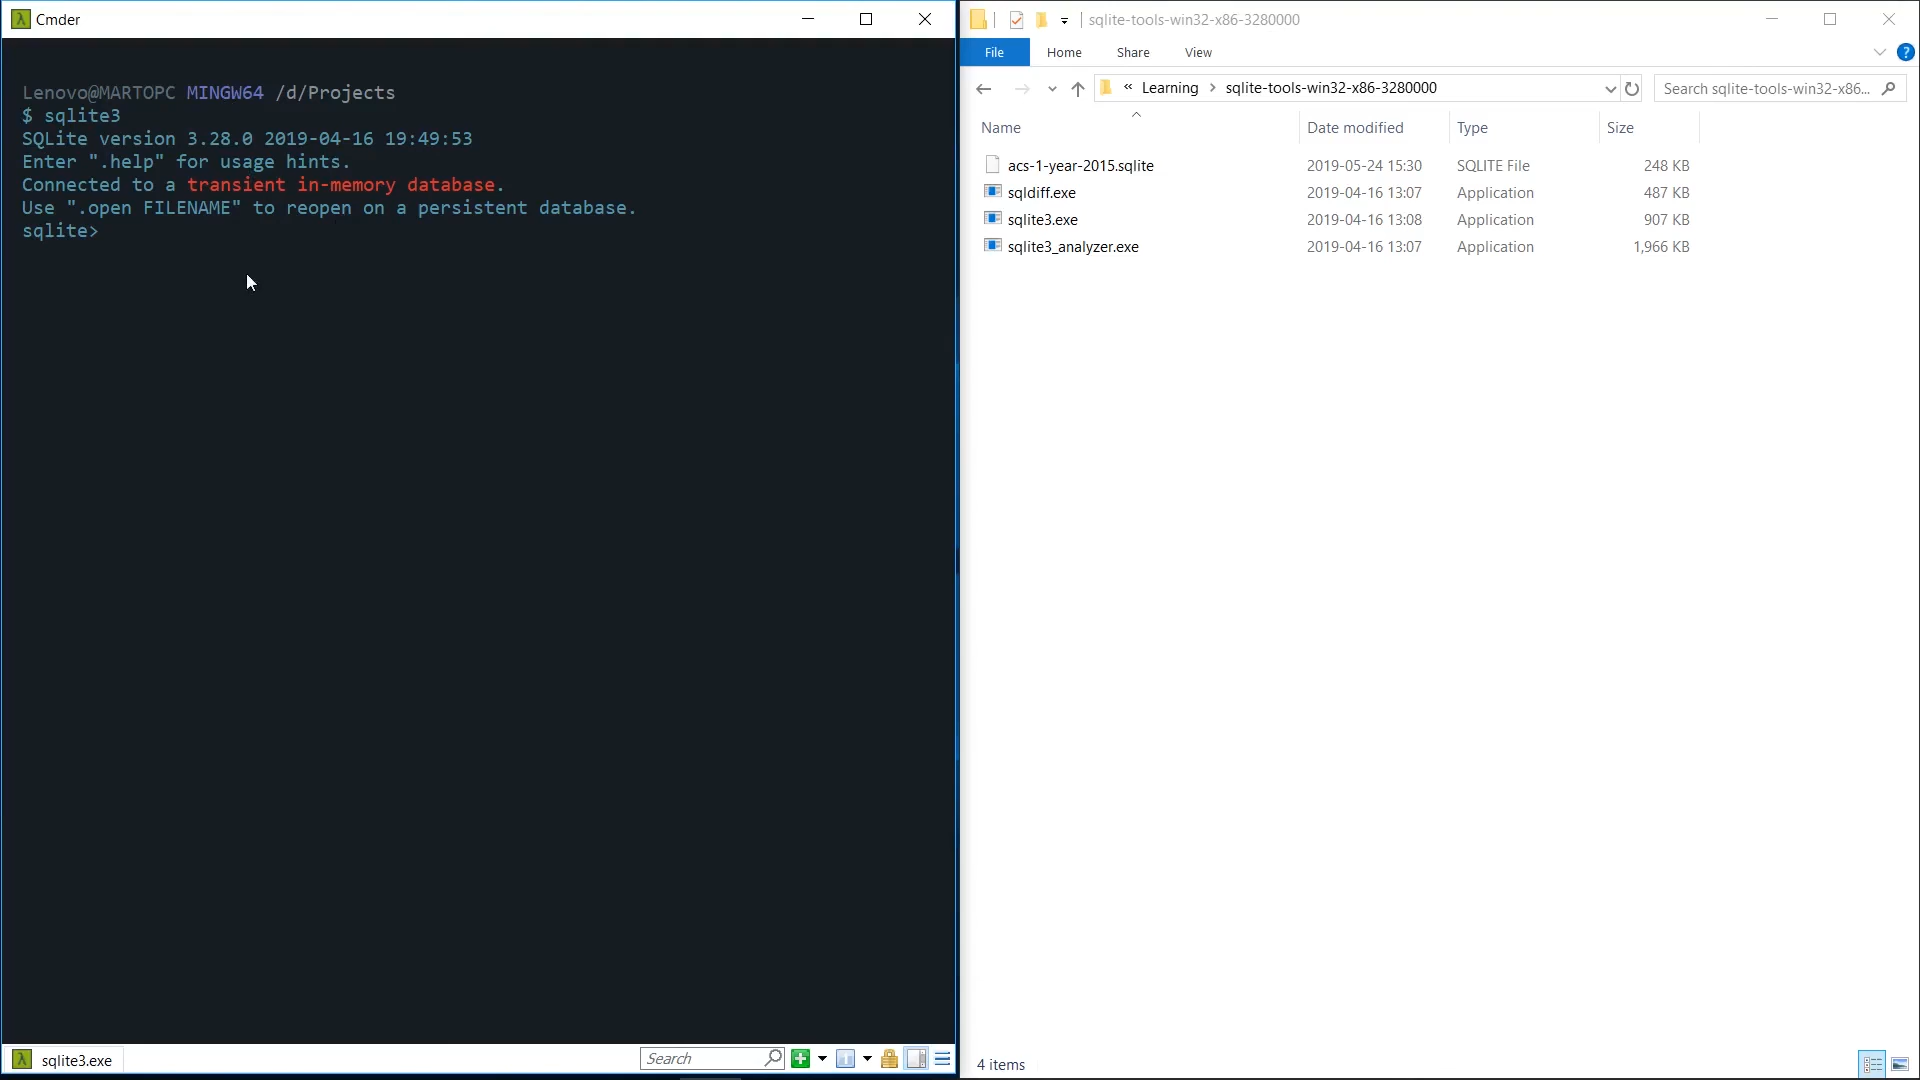 Cmder
Lenovo@MARTOPC MINGW64 /d/Projects
$ sqlite3
SQLite version 3.28.0 2019-04-16 19:49:53
Enter ".help" for usage hints.
Connected to a transient in-memory database.
Use ".open FILENAME" to reopen on a persistent database.
sqlite>
sqlite3.exe
Search
sqlite-tools-win32-x86-3280000
File Home Share View
« Learning > sqlite-tools-win32-x86-3280000
Search sqlite-tools-win32-x86...
Name Date modified Type Size
acs-1-year-2015.sqlite 2019-05-24 15:30 SQLITE File 248 KB
sqldiff.exe 2019-04-16 13:07 Application 487 KB
sqlite3.exe 2019-04-16 13:08 Application 907 KB
sqlite3_analyzer.exe 2019-04-16 13:07 Application 1,966 KB
4 items